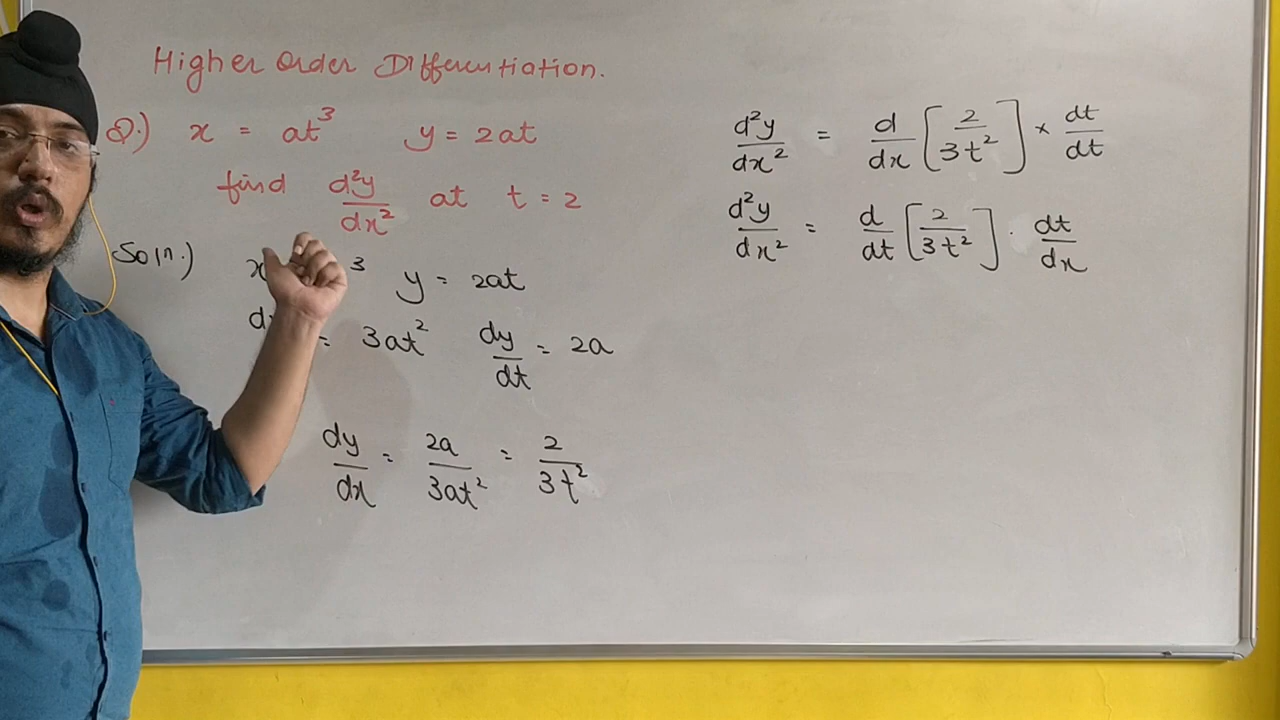 Higher Order Differentiation.
Q.) x = at³ y = 2at
find d²y/dx² at t = 2
Soln.) x ³ y = 2at
d = 3at² dy/dt = 2a
dy/dx = 2a/3at² = 2/3t²
d²y/dx² = d/dx [2/3t²] × dt/dt
d²y/dx² = d/dt [2/3t²] · dt/dx